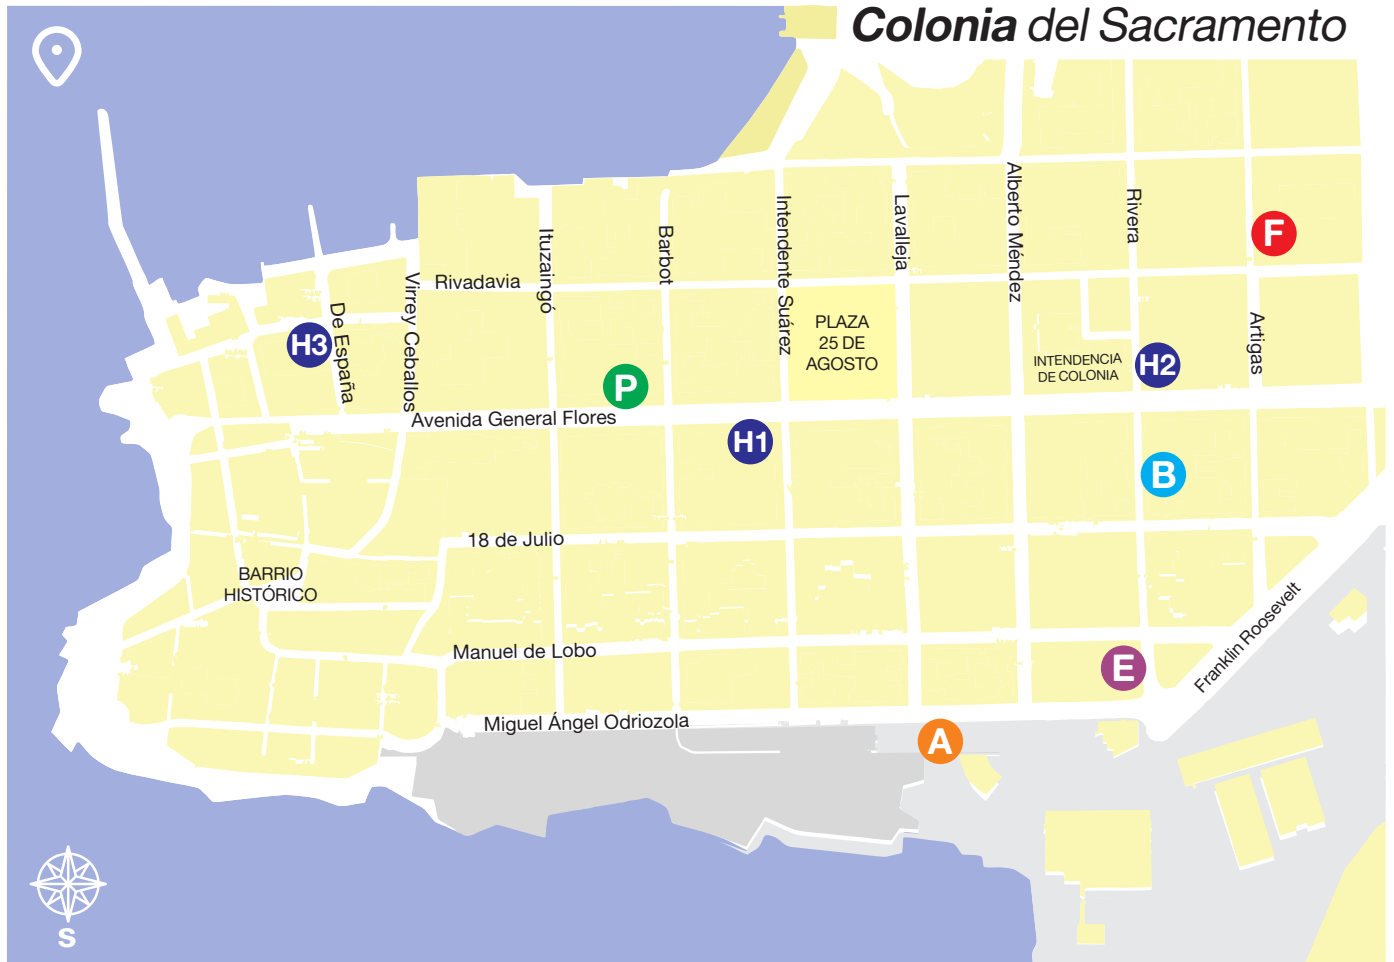 Colonia del Sacramento
Alberto Méndez
Rivera
Lavalleja
Intendente Suárez
F
Barbot
Ituzaingó
Rivadavia
Virrey Ceballos
De España
H3
PLAZA
25 DE
AGOSTO
Artigas
INTENDENCIA
DE COLONIA
H2
P
Avenida General Flores
H1
B
18 de Julio
BARRIO
HISTÓRICO
Franklin Roosevelt
Manuel de Lobo
E
Miguel Ángel Odriozola
A
S